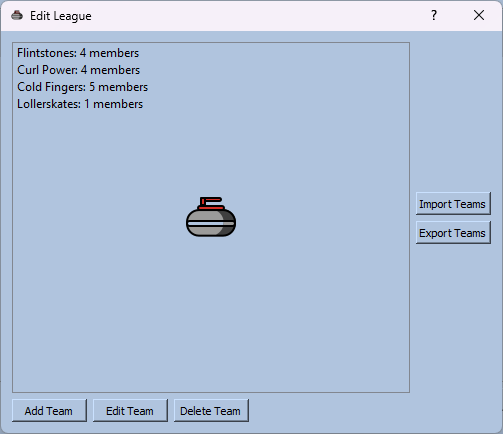 Edit League
?
Flintstones: 4 members
Curl Power: 4 members
Cold Fingers: 5 members
Lollerskates: 1 members
Import Teams
Export Teams
Add Team
Edit Team
Delete Team